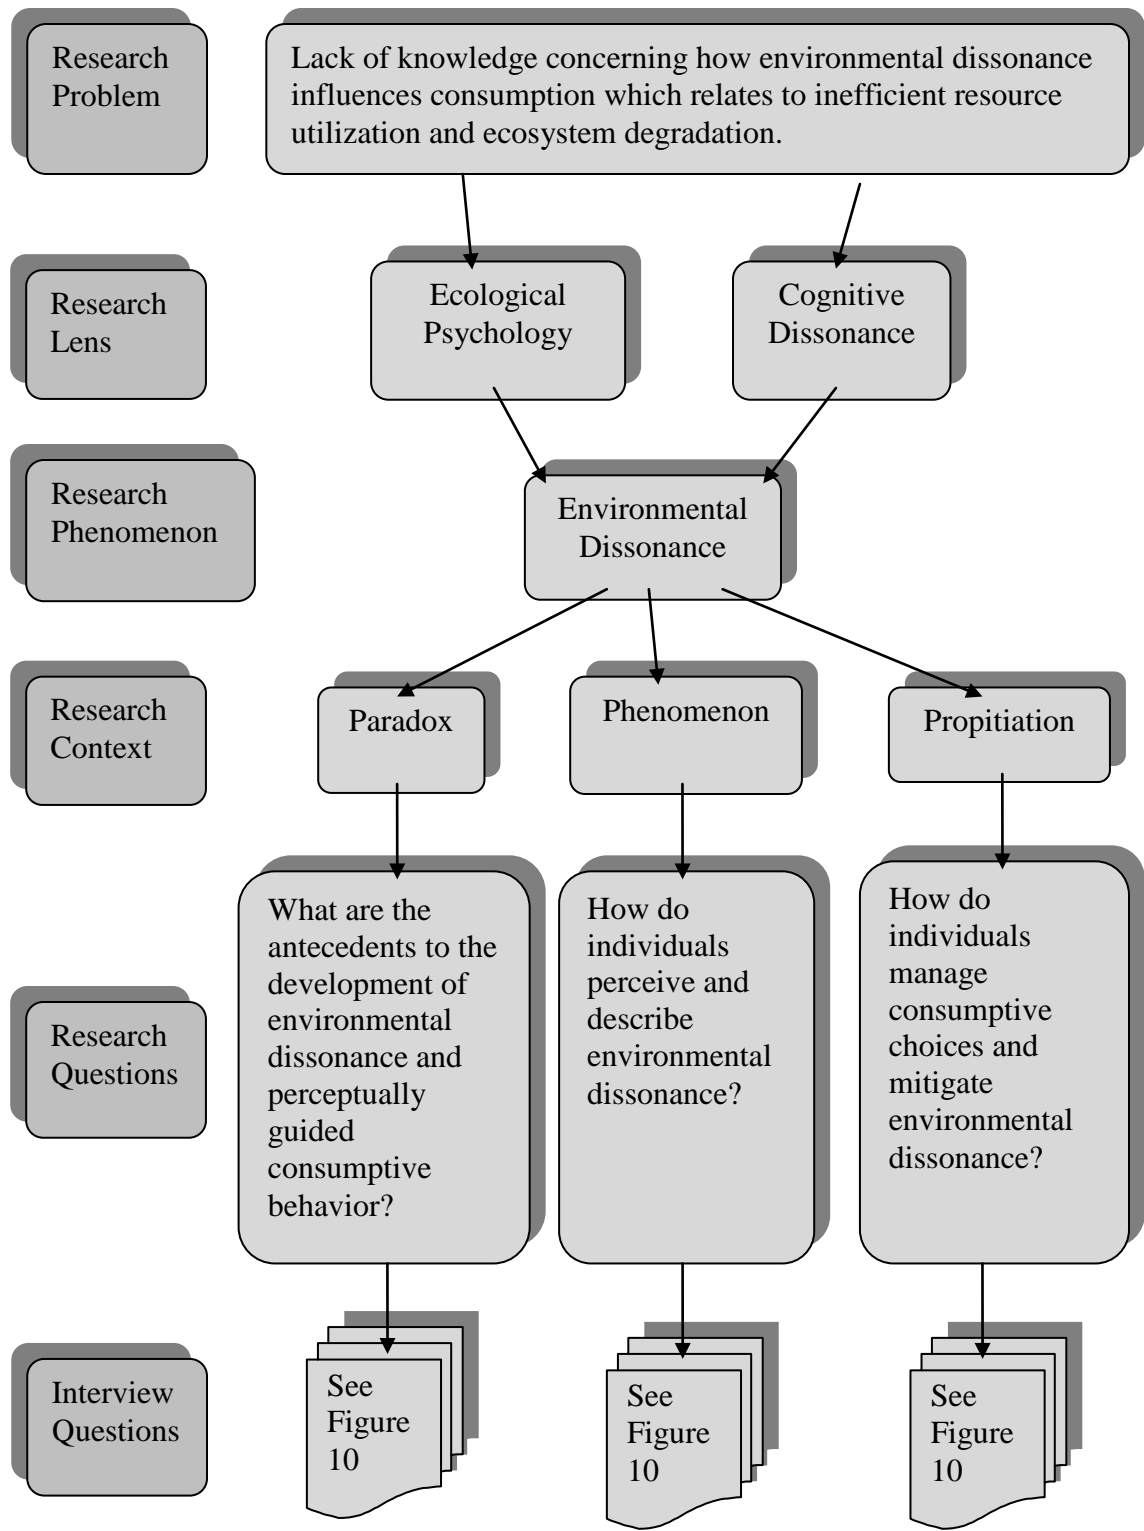 Research
Problem
Lack of knowledge concerning how environmental dissonance
influences consumption which relates to inefficient resource
utilization and ecosystem degradation.
Research
Lens
Ecological
Psychology
Cognitive
Dissonance
Research
Phenomenon
Environmental
Dissonance
Research
Context
Paradox
Phenomenon
Propitiation
Research
Questions
What are the
antecedents to the
development of
environmental
dissonance and
perceptually
guided
consumptive
behavior?
How do
individuals
perceive and
describe
environmental
dissonance?
How do
individuals
manage
consumptive
choices and
mitigate
environmental
dissonance?
Interview
Questions
See
Figure
10
See
Figure
10
See
Figure
10